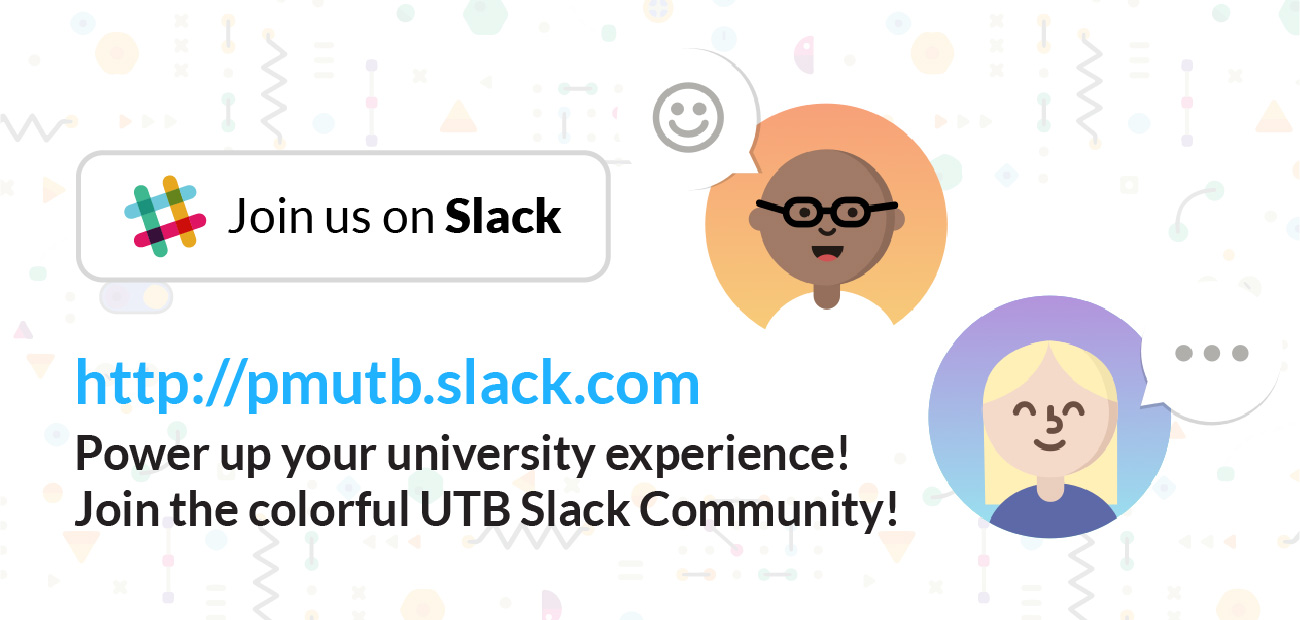 Join us on Slack
http://pmutb.slack.com
Power up your university experience!
Join the colorful UTB Slack Community!